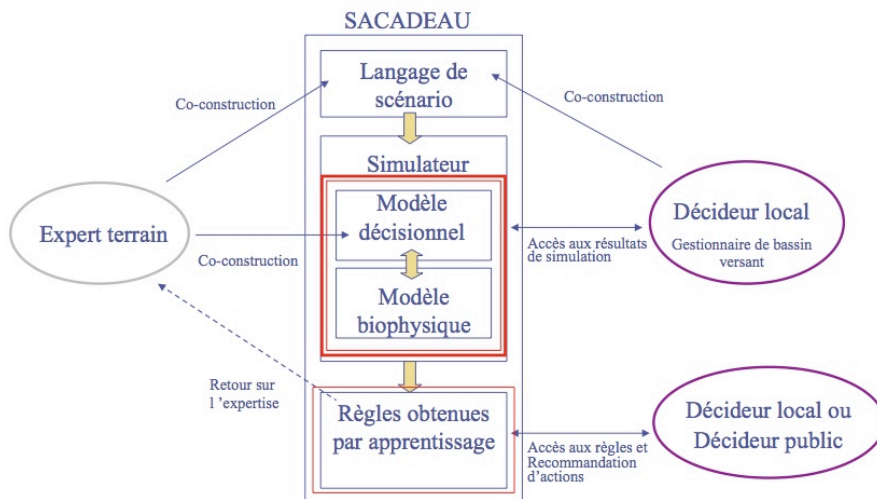 SACADEAU
Langage de
scénario
Co-construction
Co-construction
Simulateur
Modèle
décisionnel
Expert terrain
Co-construction
Décideur local
Gestionnaire de bassin
versant
Accès aux résultats
de simulation
Modèle
biophysique
Retour sur
l 'expertise
Règles obtenues
par apprentissage
Décideur local ou
Décideur public
Accès aux règles et
Recommandation
d'actions